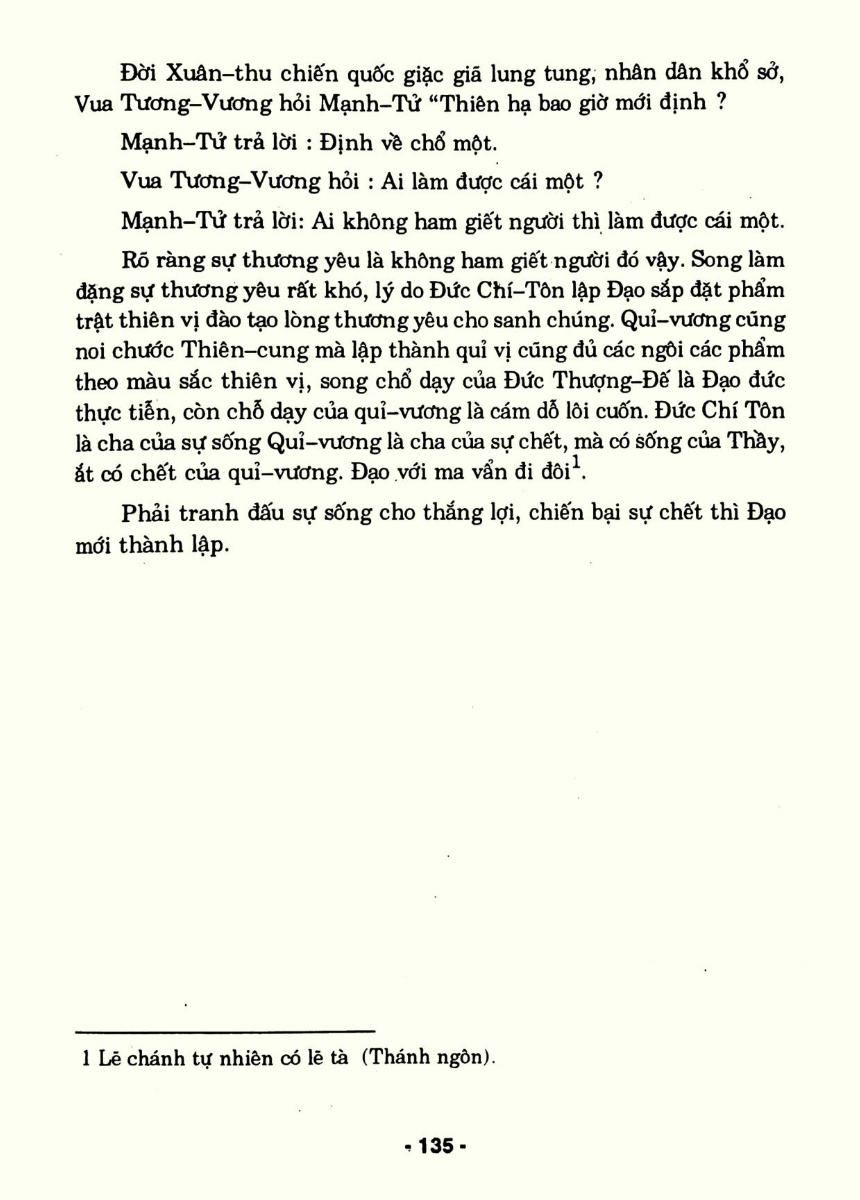 Đời Xuân–thu chiến quốc giặc giã lung tung, nhân dân khổ sở,
Vua Tương–Vương hỏi Mạnh–Tử “Thiên hạ bao giờ mới định ?
Mạnh–Tử trả lời : Định về chổ một.
Vua Tương–Vương hỏi : Ai làm được cái một ?
Mạnh–Tử trả lời: Ai không ham giết người thì làm được cái một.
Rõ ràng sự thương yêu là không ham giết người đó vậy. Song làm
đặng sự thương yêu rất khó, lý do Đức Chí–Tôn lập Đạo sắp đặt phẩm
trật thiên vị đào tạo lòng thương yêu cho sanh chúng. Quỉ–vương cũng
noi chước Thiên–cung mà lập thành quỉ vị cũng đủ các ngôi các phẩm
theo màu sắc thiên vị, song chổ dạy của Đức Thượng–Đế là Đạo đức
thực tiễn, còn chỗ dạy của quỉ–vương là cám dỗ lôi cuốn. Đức Chí Tôn
là cha của sự sống Quỉ–vương là cha của sự chết, mà có sống của Thầy,
ắt có chết của quỉ–vương. Đạo với ma vẩn đi đôi¹.
Phải tranh đấu sự sống cho thắng lợi, chiến bại sự chết thì Đạo
mới thành lập.
1 Lẽ chánh tự nhiên có lẽ tà (Thánh ngôn).
- 135 -